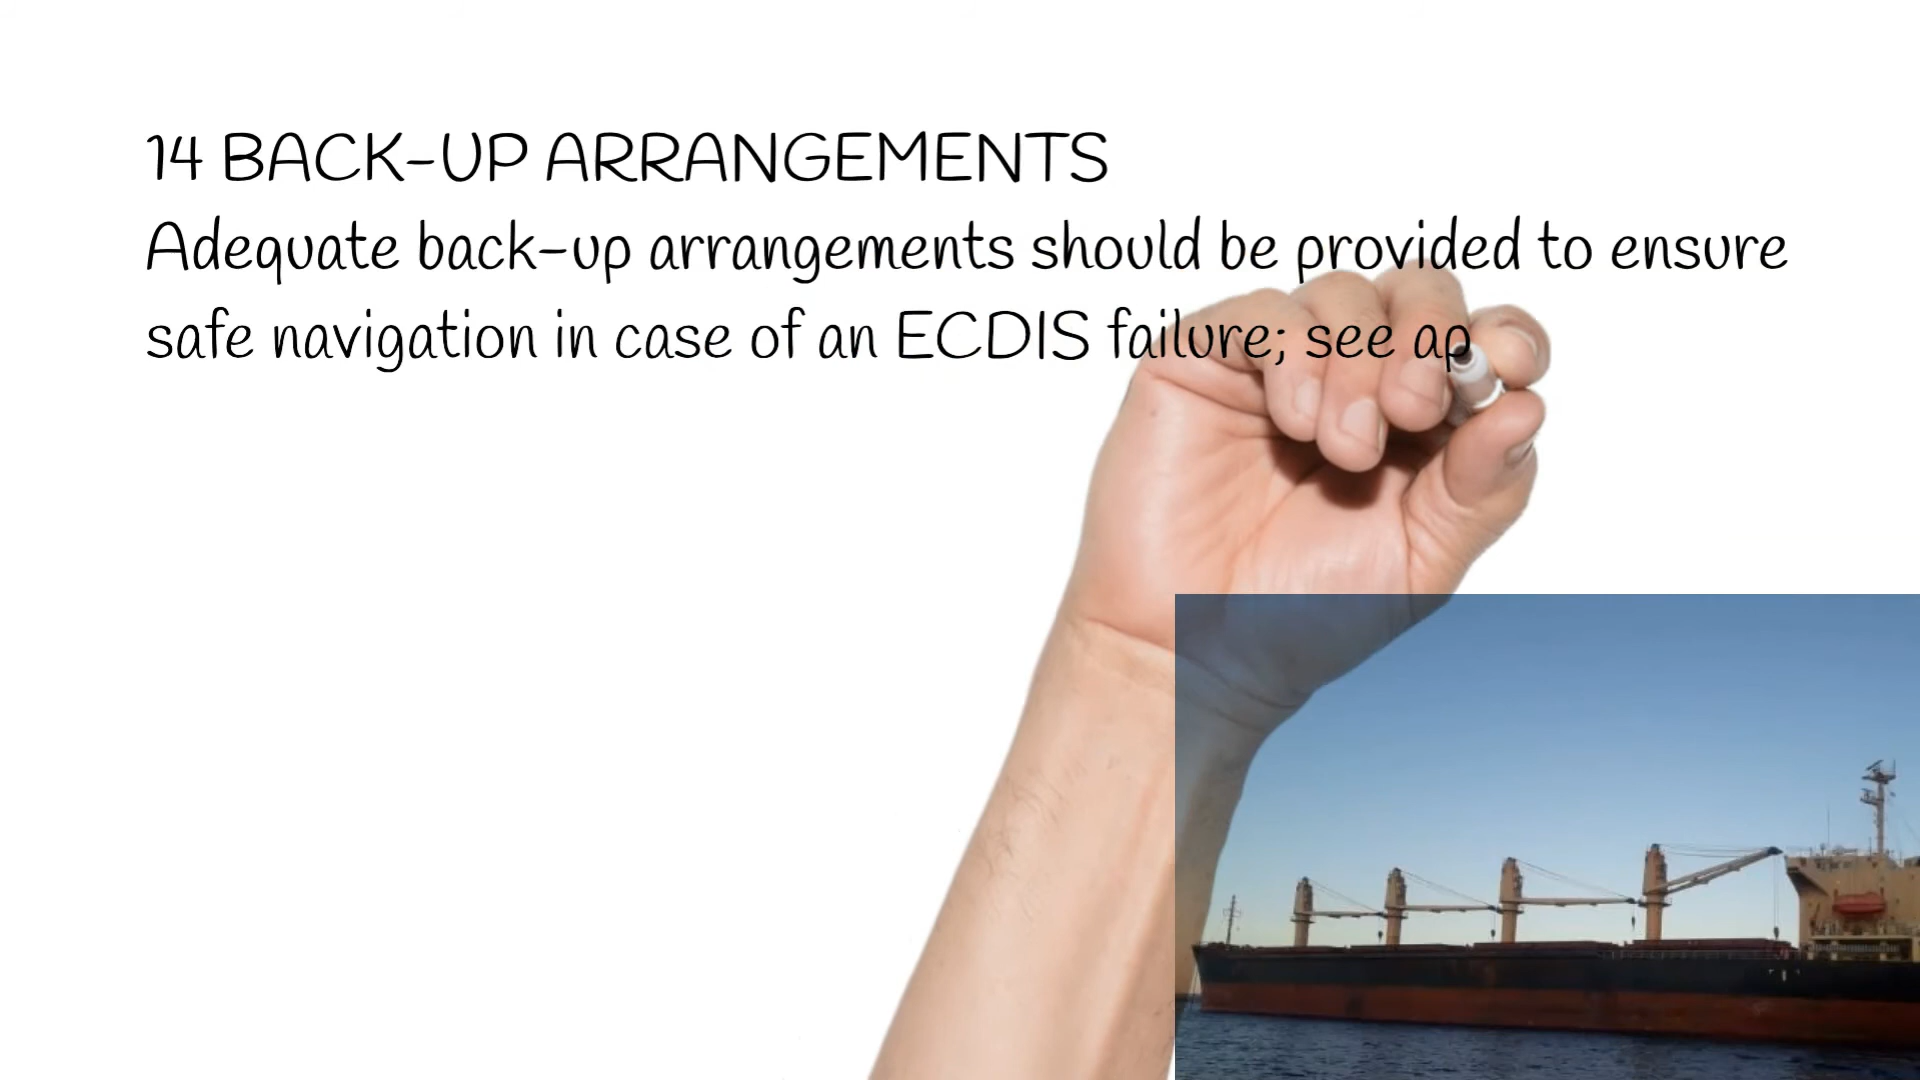 14 BACK-UP ARRANGEMENTS
Adequate back-up arrangements should be provided to ensure
safe navigation in case of an ECDIS failure; see ap